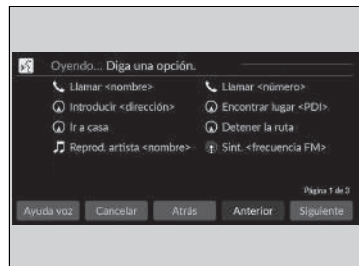 Oyendo... Diga una opción.
Llamar <nombre> Llamar <número>
Introducir <dirección> Encontrar lugar <PDI>
Ir a casa Detener la ruta
Reprod. artista <nombre> Sint. <frecuencia FM>
Página 1 de 3
Ayuda voz Cancelar Atrás Anterior Siguiente